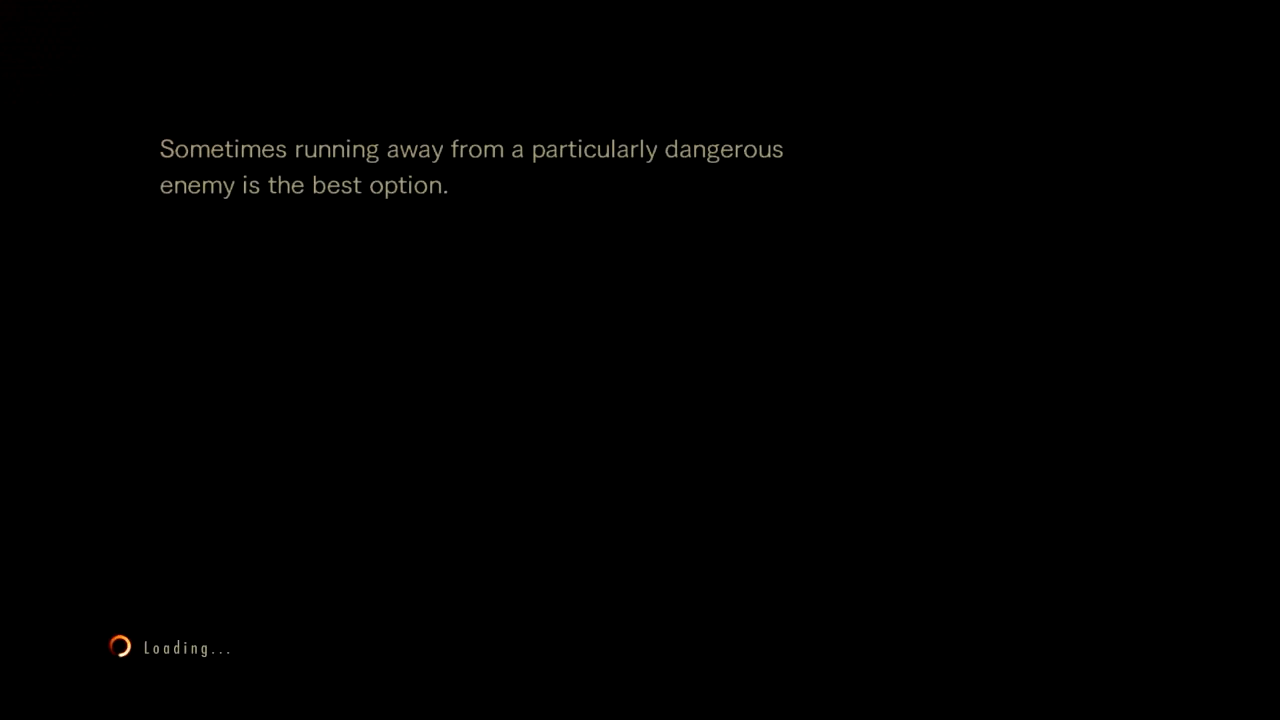 Sometimes running away from a particularly dangerous
enemy is the best option.
Loading...